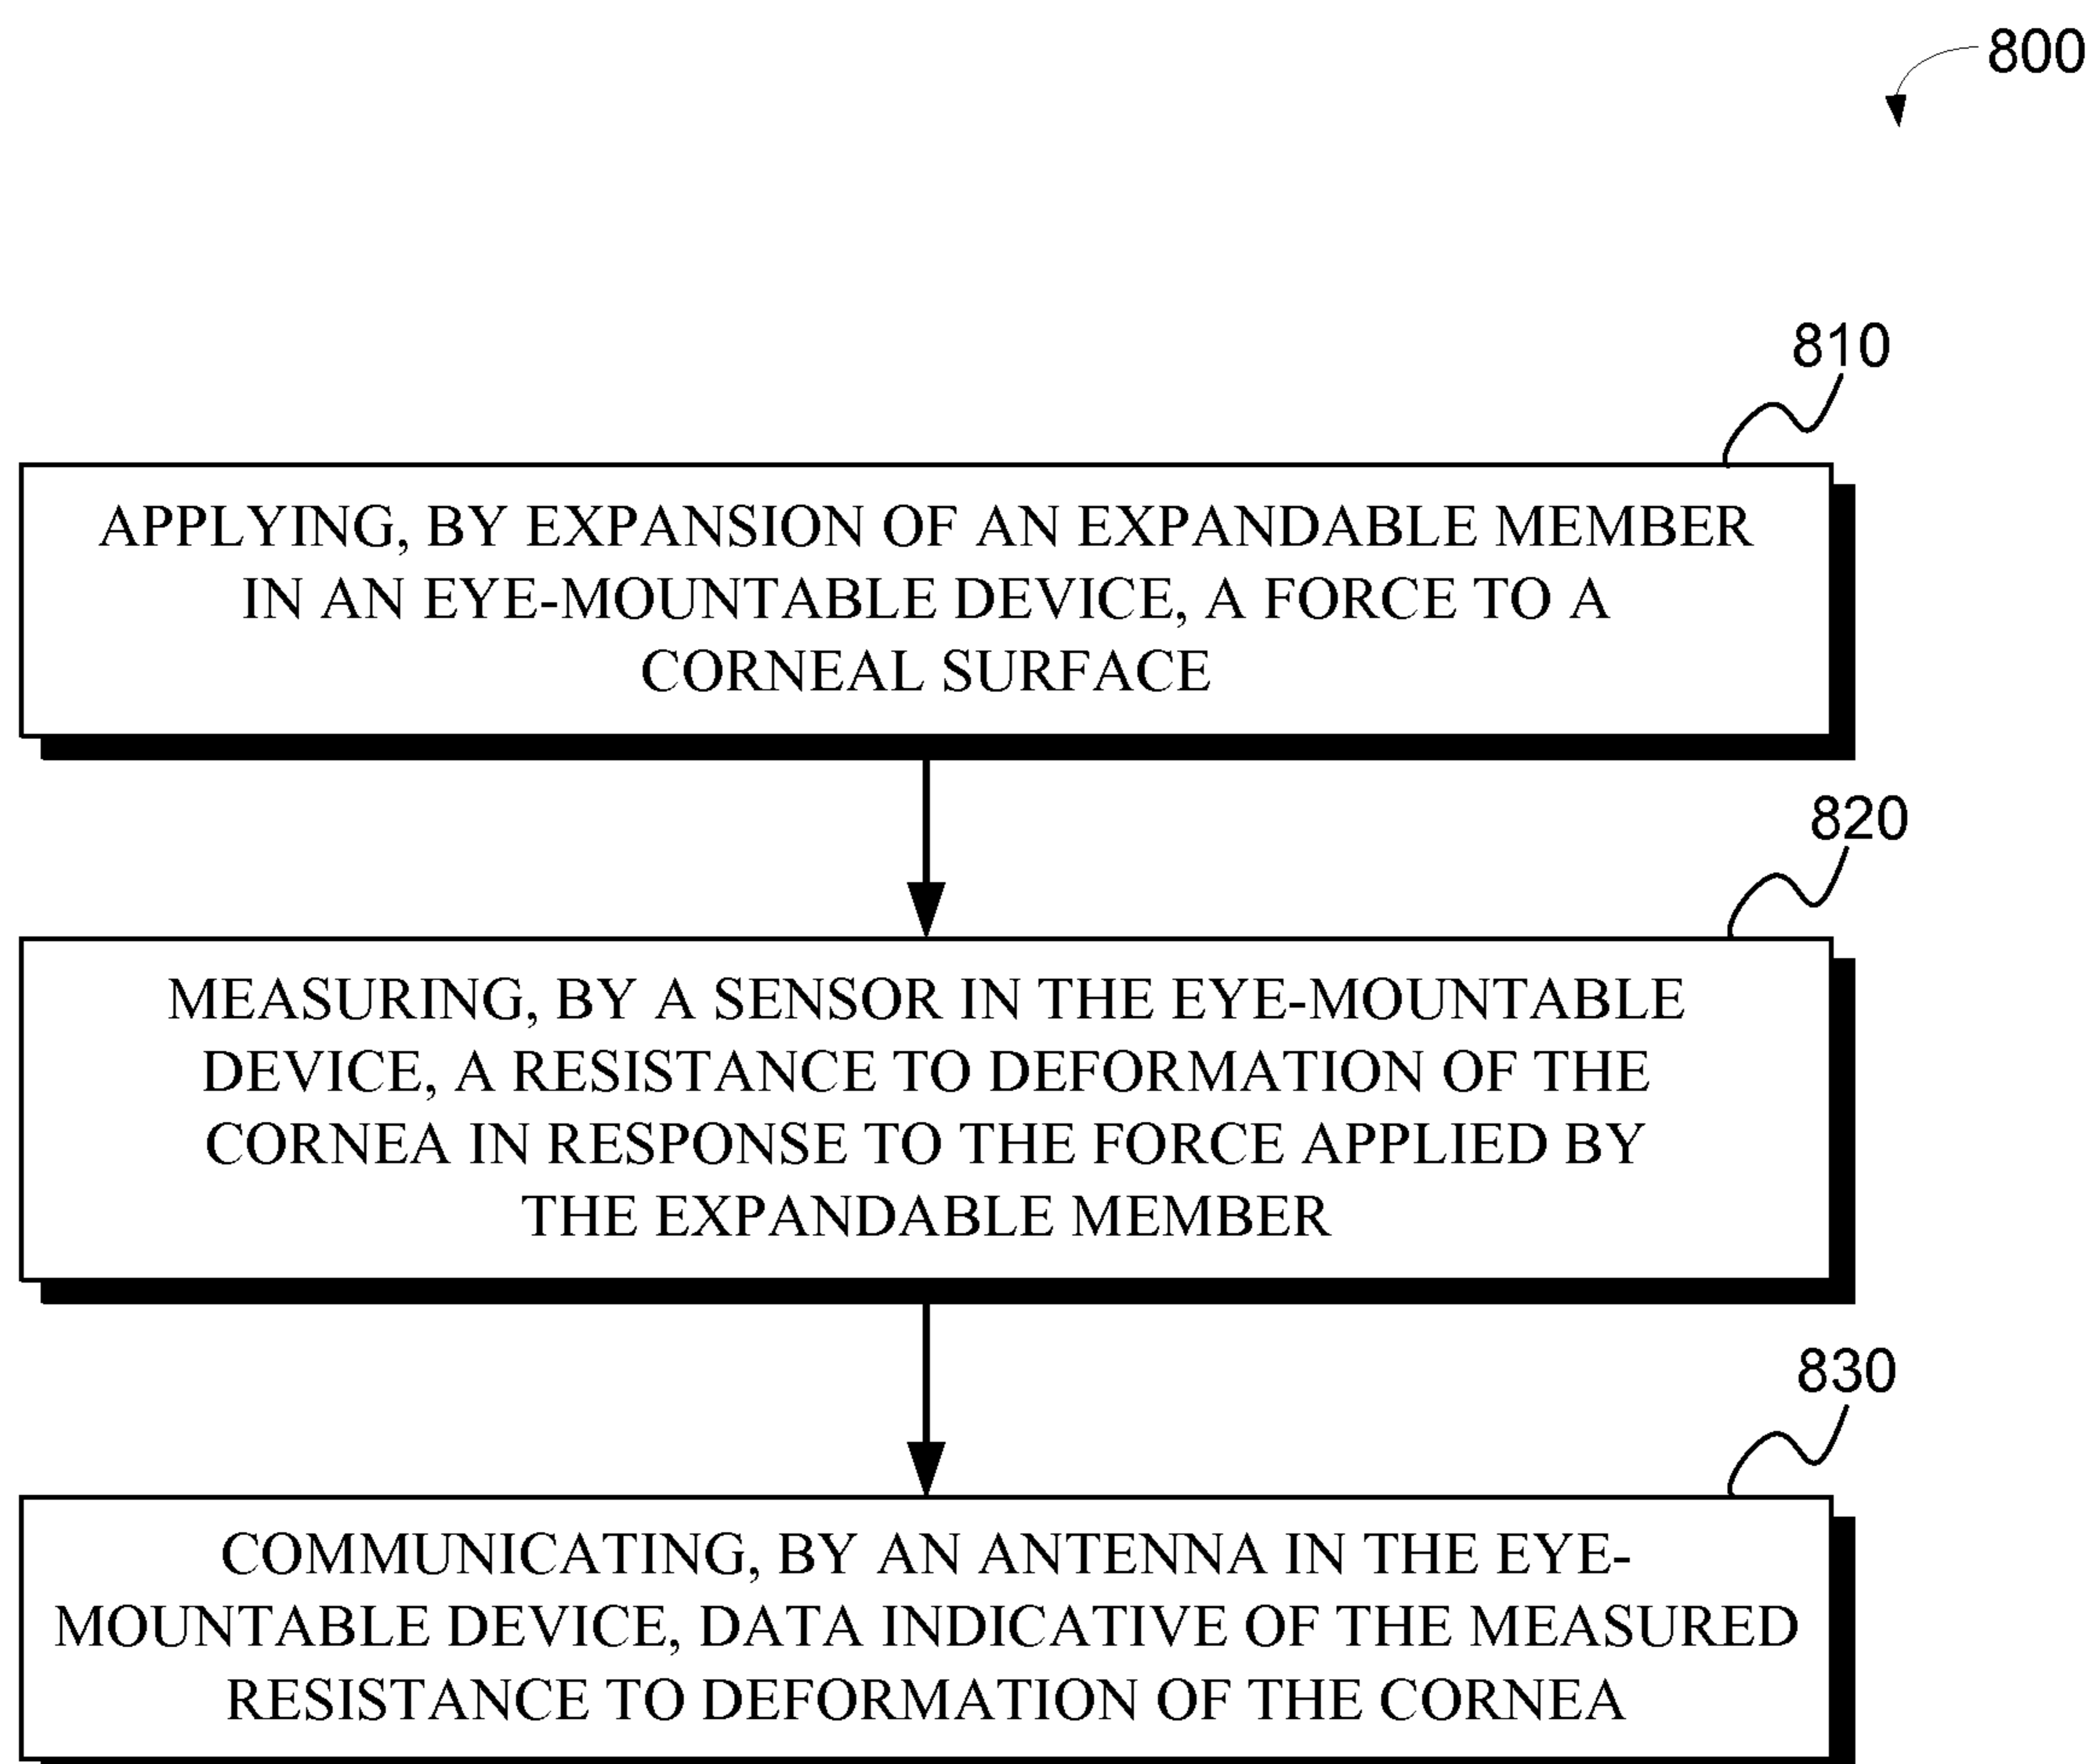 800
810
APPLYING, BY EXPANSION OF AN EXPANDABLE MEMBER
IN AN EYE-MOUNTABLE DEVICE, A FORCE TO A
CORNEAL SURFACE
820
MEASURING, BY A SENSOR IN THE EYE-MOUNTABLE
DEVICE, A RESISTANCE TO DEFORMATION OF THE
CORNEA IN RESPONSE TO THE FORCE APPLIED BY
THE EXPANDABLE MEMBER
830
COMMUNICATING, BY AN ANTENNA IN THE EYE-
MOUNTABLE DEVICE, DATA INDICATIVE OF THE MEASURED
RESISTANCE TO DEFORMATION OF THE CORNEA